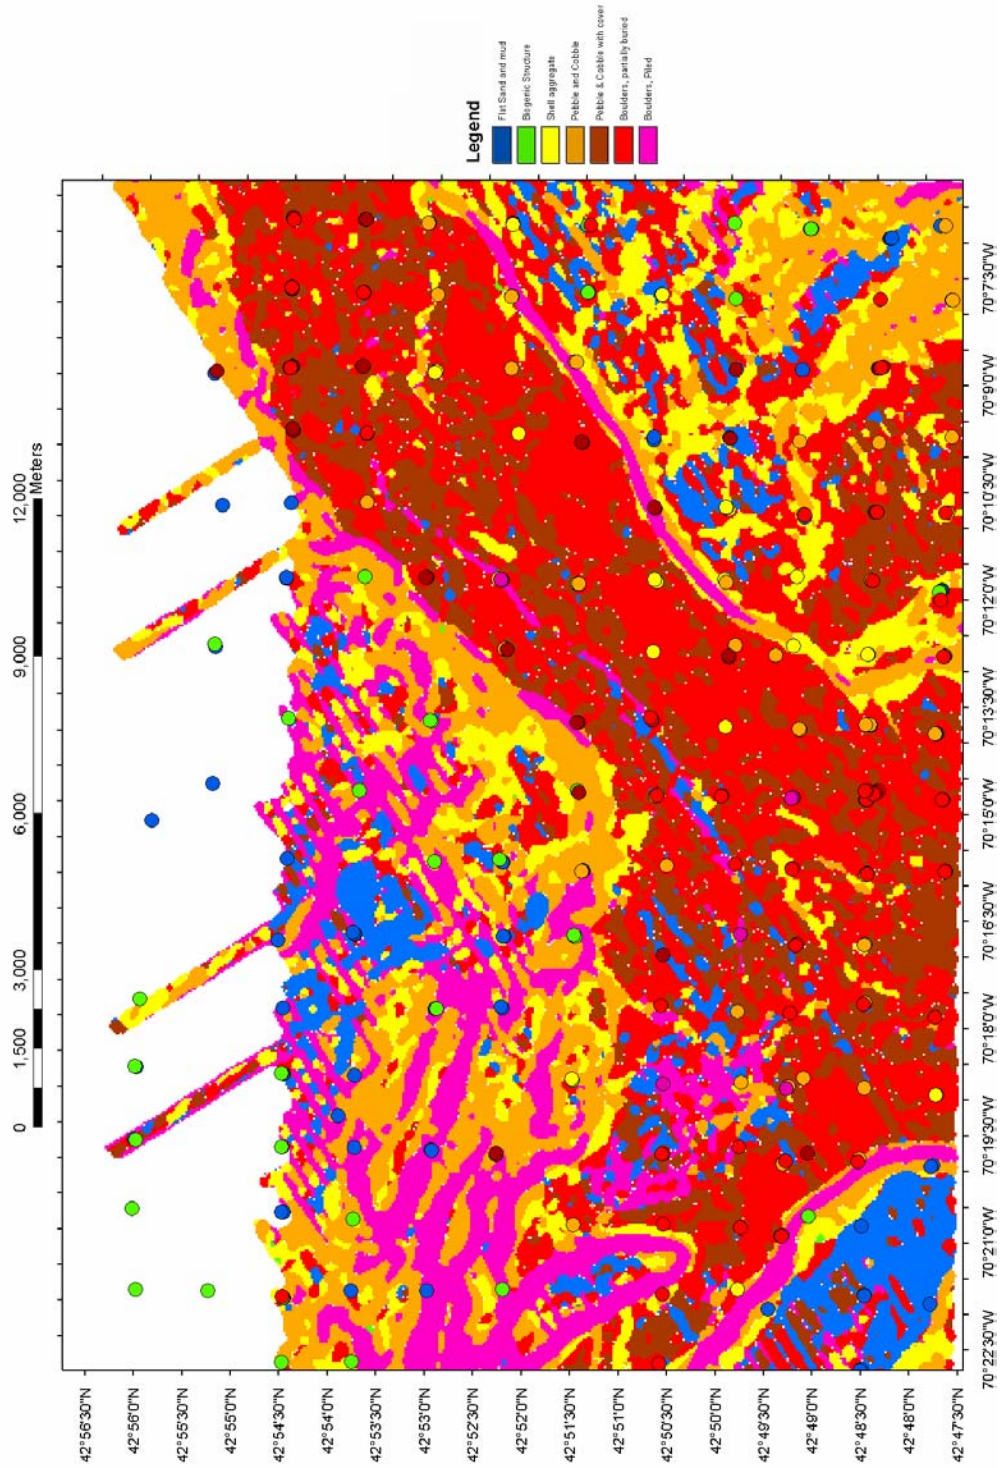 Legend
Flat Sand and mud
Biogenic Structure
Shell aggregate
Pebble and Cobble
Pebble & Cobble with cover
Boulders, partially buried
Boulders, Piled
0 1,500 3,000 6,000 9,000 12,000
Meters
42°56'30"N
42°56'0"N
42°55'30"N
42°55'0"N
42°54'30"N
42°54'0"N
42°53'30"N
42°53'0"N
42°52'30"N
42°52'0"N
42°51'30"N
42°51'0"N
42°50'30"N
42°50'0"N
42°49'30"N
42°49'0"N
42°48'30"N
42°48'0"N
42°47'30"N
70°22'30"W
70°21'0"W
70°19'30"W
70°18'0"W
70°16'30"W
70°15'0"W
70°13'30"W
70°12'0"W
70°10'30"W
70°9'0"W
70°7'30"W